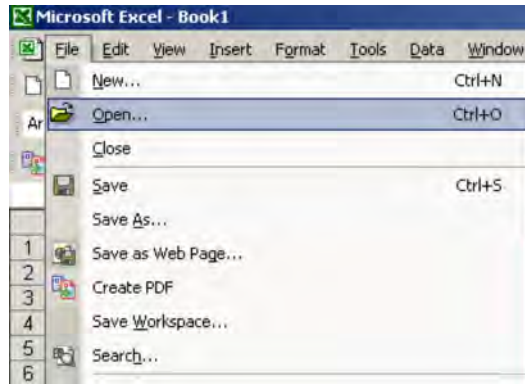 Microsoft Excel - Book1
File Edit View Insert Format Tools Data Window
New... Ctrl+N
Ar
Open... Ctrl+O
Close
Save Ctrl+S
Save As...
1
Save as Web Page...
2
Create PDF
3
4
Save Workspace...
5
Search...
6